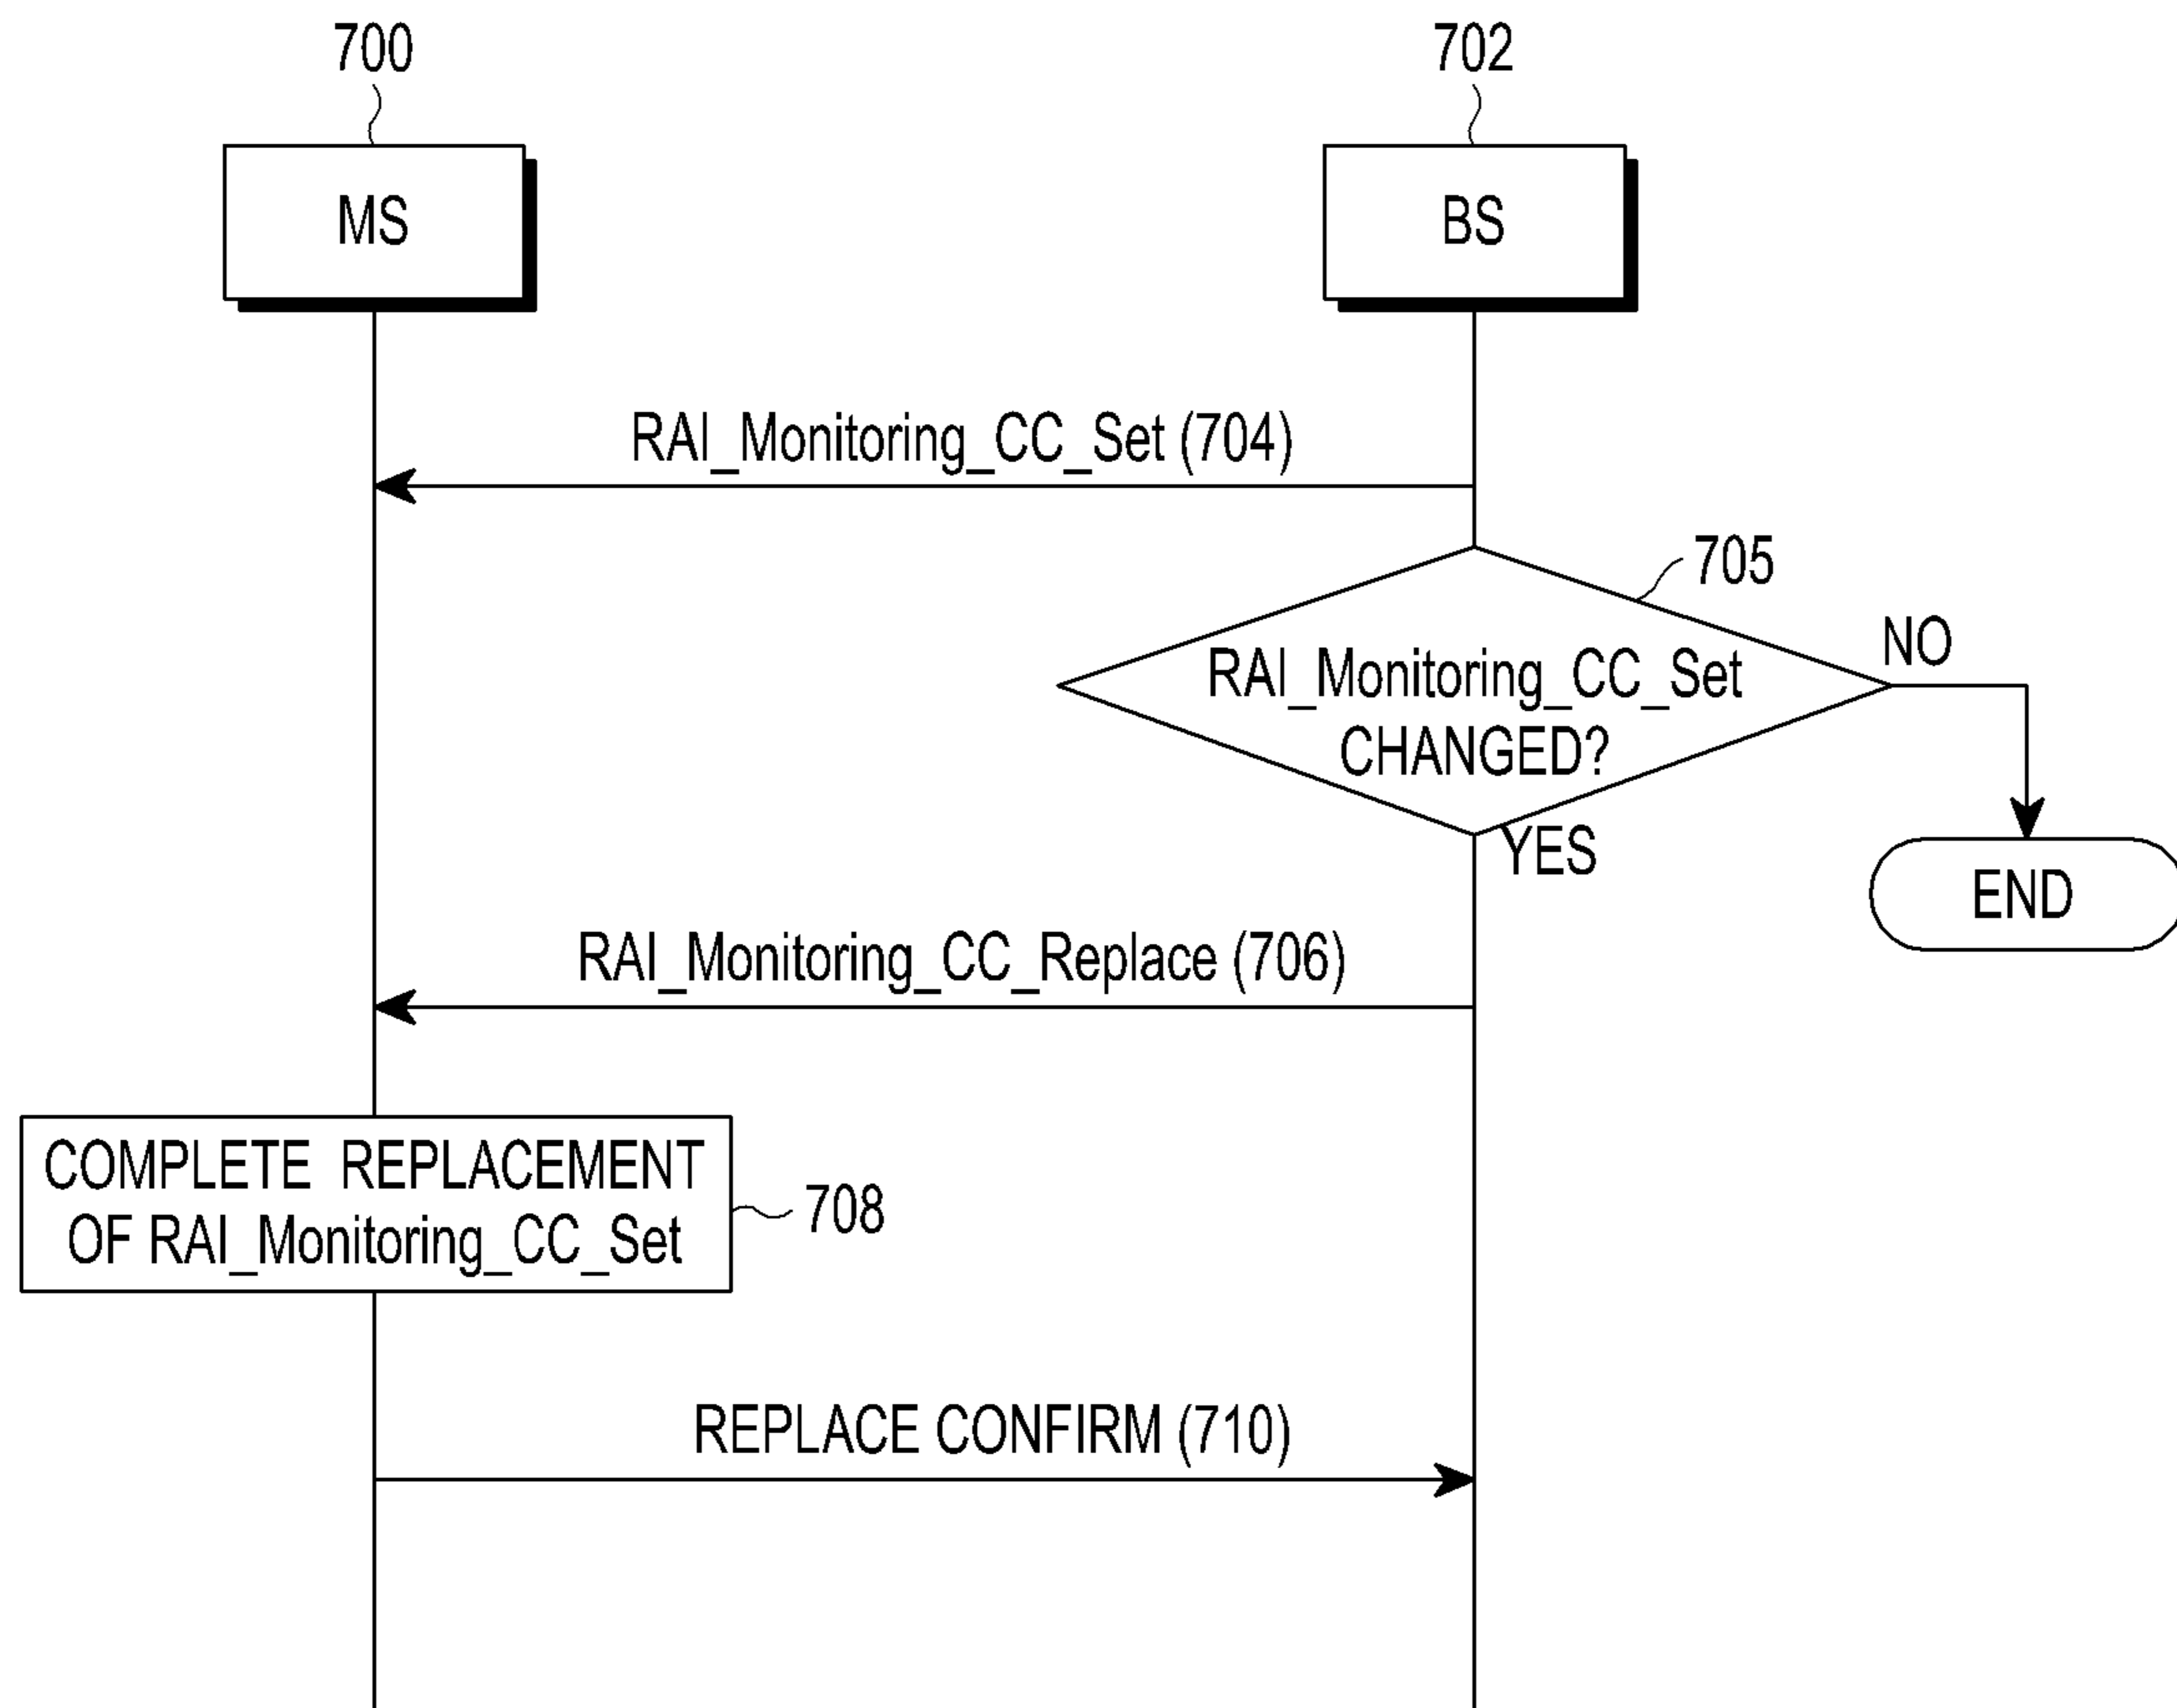 700
702
MS
BS
RAI_Monitoring_CC_Set (704)
705
RAI_Monitoring_CC_Set
CHANGED?
NO
YES
END
RAI_Monitoring_CC_Replace (706)
COMPLETE REPLACEMENT
OF RAI_Monitoring_CC_Set
708
REPLACE CONFIRM (710)